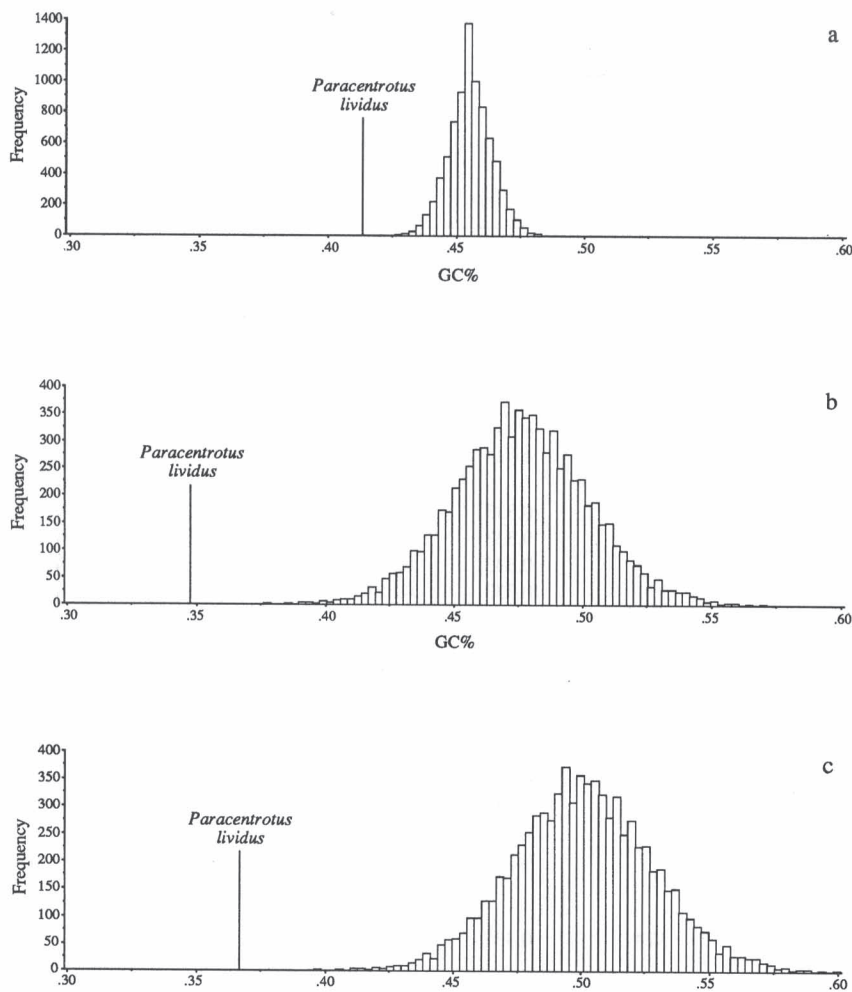 a
1400
1200
1000
800
600
400
200
0
Frequency
Paracentrotus
lividus
.30 .35 .40 .45 .50 .55 .60
GC%
b
400
350
300
250
200
150
100
50
0
Frequency
Paracentrotus
lividus
.30 .35 .40 .45 .50 .55 .60
GC%
c
400
350
300
250
200
150
100
50
0
Frequency
Paracentrotus
lividus
.30 .35 .40 .45 .50 .55 .60